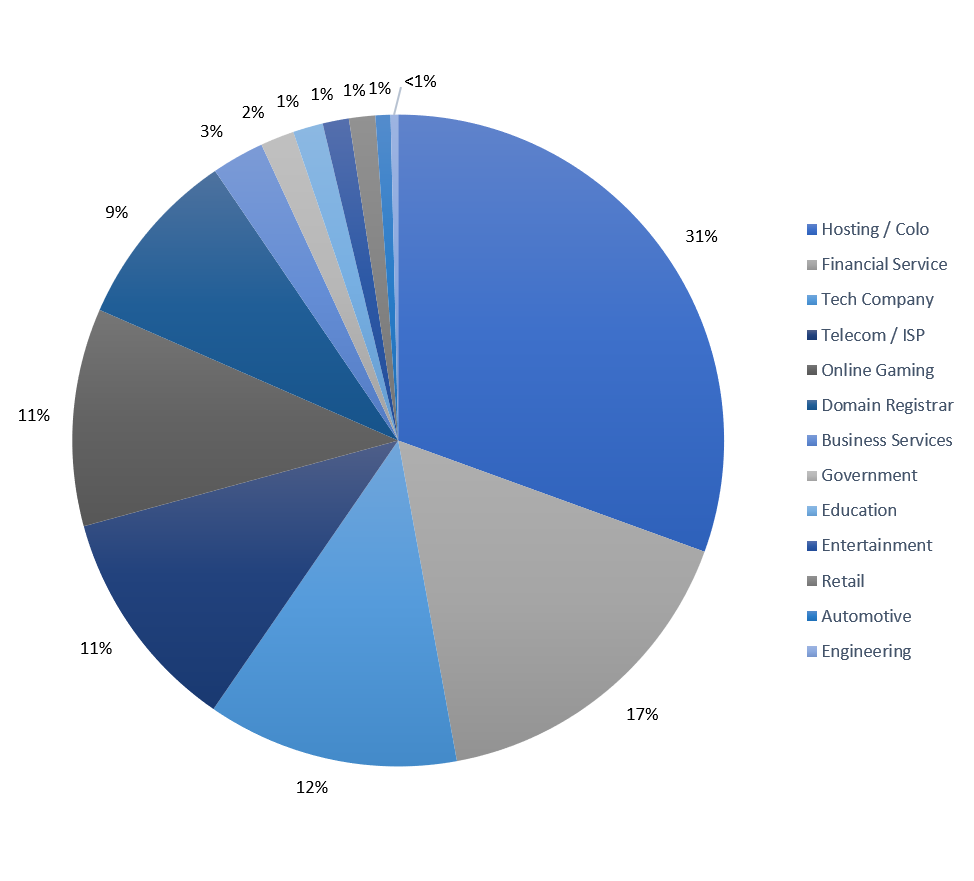 <1%
1%
1%
1%
1%
2%
3%
9%
31%
11%
11%
17%
12%
Hosting / Colo
Financial Service
Tech Company
Telecom / ISP
Online Gaming
Domain Registrar
Business Services
Government
Education
Entertainment
Retail
Automotive
Engineering